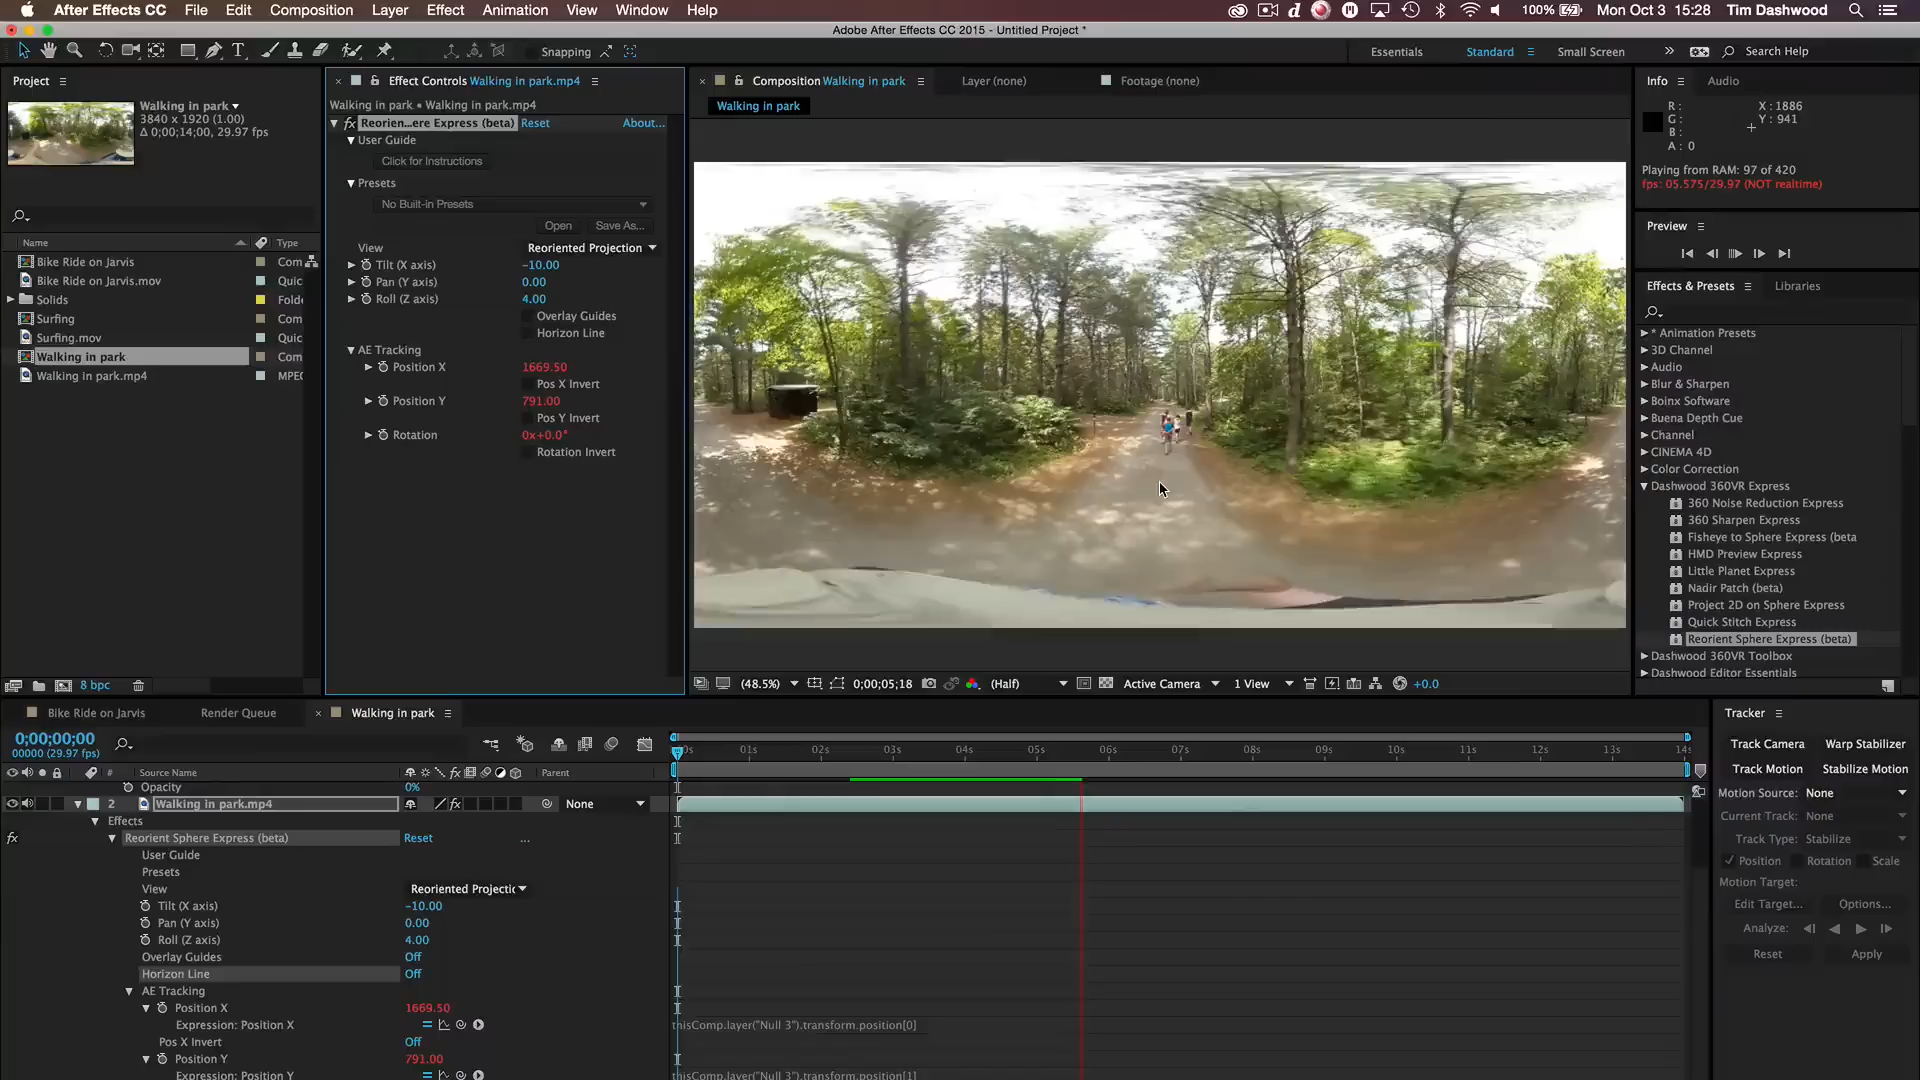 After Effects CC File Edit Composition Layer Effect Animation View Window Help 100% Mon Oct 3 15:28 Tim Dashwood
Adobe After Effects CC 2015 - Untitled Project *
Snapping Essentials Standard Small Screen Search Help
Project
Walking in park
3840 x 1920 (1.00)
Δ 0;00;14;00, 29.97 fps
Name Type
Bike Ride on Jarvis Com
Bike Ride on Jarvis.mov Quic
Solids Folde
Surfing Com
Surfing.mov Quic
Walking in park Com
Walking in park.mp4 MPEC
8 bpc
Effect Controls Walking in park.mp4
Walking in park • Walking in park.mp4
fx Reorien...ere Express (beta) Reset About...
User Guide
Click for Instructions
Presets
No Built-in Presets
Open Save As...
View Reoriented Projection
Tilt (X axis) -10.00
Pan (Y axis) 0.00
Roll (Z axis) 4.00
Overlay Guides
Horizon Line
AE Tracking
Position X 1669.50
Pos X Invert
Position Y 791.00
Pos Y Invert
Rotation 0x+0.0°
Rotation Invert
Composition Walking in park Layer (none) Footage (none)
Walking in park
(48.5%) 0;00;05;18 (Half) Active Camera 1 View +0.0
Info Audio
R : X : 1886
G : Y : 941
B :
A : 0
Playing from RAM: 97 of 420
fps: 05.575/29.97 (NOT realtime)
Preview
Effects & Presets Libraries
* Animation Presets
3D Channel
Audio
Blur & Sharpen
Boinx Software
Buena Depth Cue
Channel
CINEMA 4D
Color Correction
Dashwood 360VR Express
360 Noise Reduction Express
360 Sharpen Express
Fisheye to Sphere Express (beta
HMD Preview Express
Little Planet Express
Nadir Patch (beta)
Project 2D on Sphere Express
Quick Stitch Express
Reorient Sphere Express (beta)
Dashwood 360VR Toolbox
Dashwood Editor Essentials
Bike Ride on Jarvis Render Queue Walking in park
0;00;00;00
00000 (29.97 fps)
0s 01s 02s 03s 04s 05s 06s 07s 08s 09s 10s 11s 12s 13s 14s
# Source Name fx Parent
Opacity 0%
2 Walking in park.mp4 fx None
Effects
fx Reorient Sphere Express (beta) Reset ...
User Guide
Presets
View Reoriented Projectic
Tilt (X axis) -10.00
Pan (Y axis) 0.00
Roll (Z axis) 4.00
Overlay Guides Off
Horizon Line Off
AE Tracking
Position X 1669.50
Expression: Position X thisComp.layer("Null 3").transform.position[0]
Pos X Invert Off
Position Y 791.00
Expression: Position Y thisComp.layer("Null 3").transform.position[1]
Tracker
Track Camera Warp Stabilizer
Track Motion Stabilize Motion
Motion Source: None
Current Track: None
Track Type: Stabilize
✓ Position Rotation Scale
Motion Target:
Edit Target... Options...
Analyze:
Reset Apply